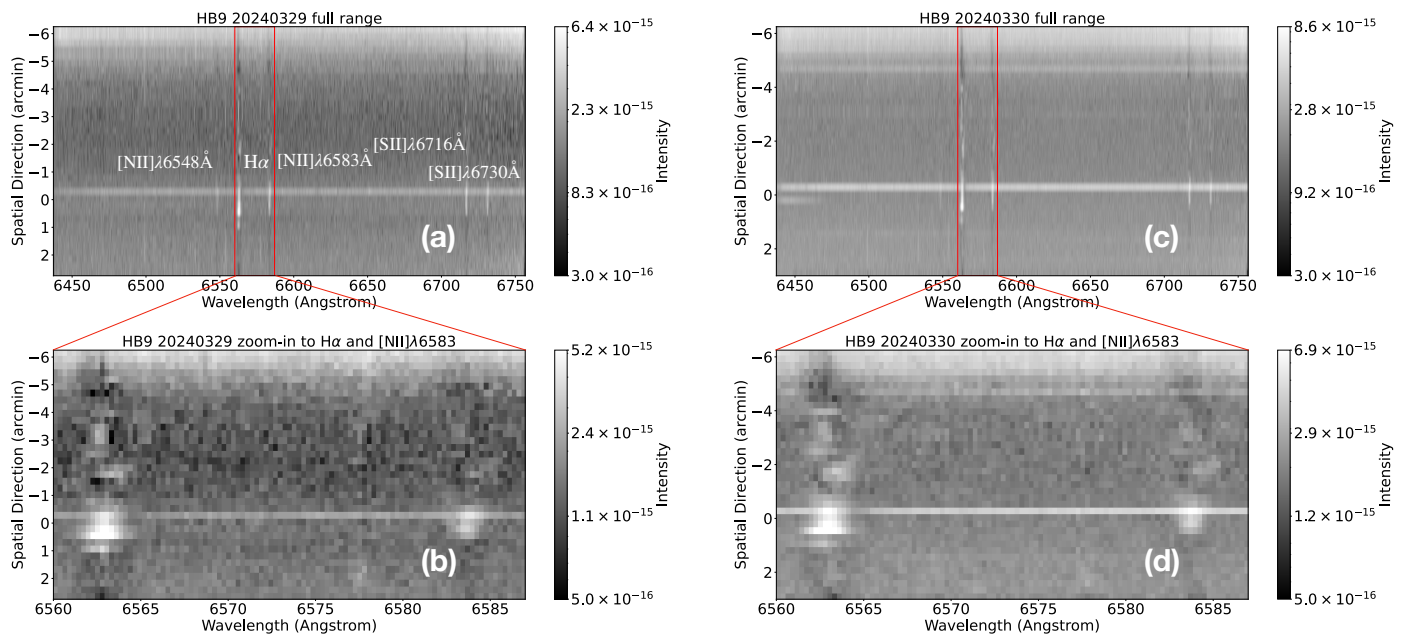 HB9 20240329 full range
−6
−5
−4
−3
−2
−1
0
1
2
Spatial Direction (arcmin)
[NII]λ6548Å
Hα
[NII]λ6583Å
[SII]λ6716Å
[SII]λ6730Å
(a)
6450
6500
6550
6600
6650
6700
6750
Wavelength (Angstrom)
6.4 × 10⁻¹⁵
2.3 × 10⁻¹⁵
8.3 × 10⁻¹⁶
3.0 × 10⁻¹⁶
Intensity
HB9 20240330 full range
−6
−4
−2
0
2
Spatial Direction (arcmin)
(c)
6450
6500
6550
6600
6650
6700
6750
Wavelength (Angstrom)
8.6 × 10⁻¹⁵
2.8 × 10⁻¹⁵
9.2 × 10⁻¹⁶
3.0 × 10⁻¹⁶
Intensity
HB9 20240329 zoom-in to Hα and [NII]λ6583
−6
−5
−4
−3
−2
−1
0
1
2
Spatial Direction (arcmin)
(b)
6560
6565
6570
6575
6580
6585
Wavelength (Angstrom)
5.2 × 10⁻¹⁵
2.4 × 10⁻¹⁵
1.1 × 10⁻¹⁵
5.0 × 10⁻¹⁶
Intensity
HB9 20240330 zoom-in to Hα and [NII]λ6583
−6
−4
−2
0
2
Spatial Direction (arcmin)
(d)
6560
6565
6570
6575
6580
6585
Wavelength (Angstrom)
6.9 × 10⁻¹⁵
2.9 × 10⁻¹⁵
1.2 × 10⁻¹⁵
5.0 × 10⁻¹⁶
Intensity